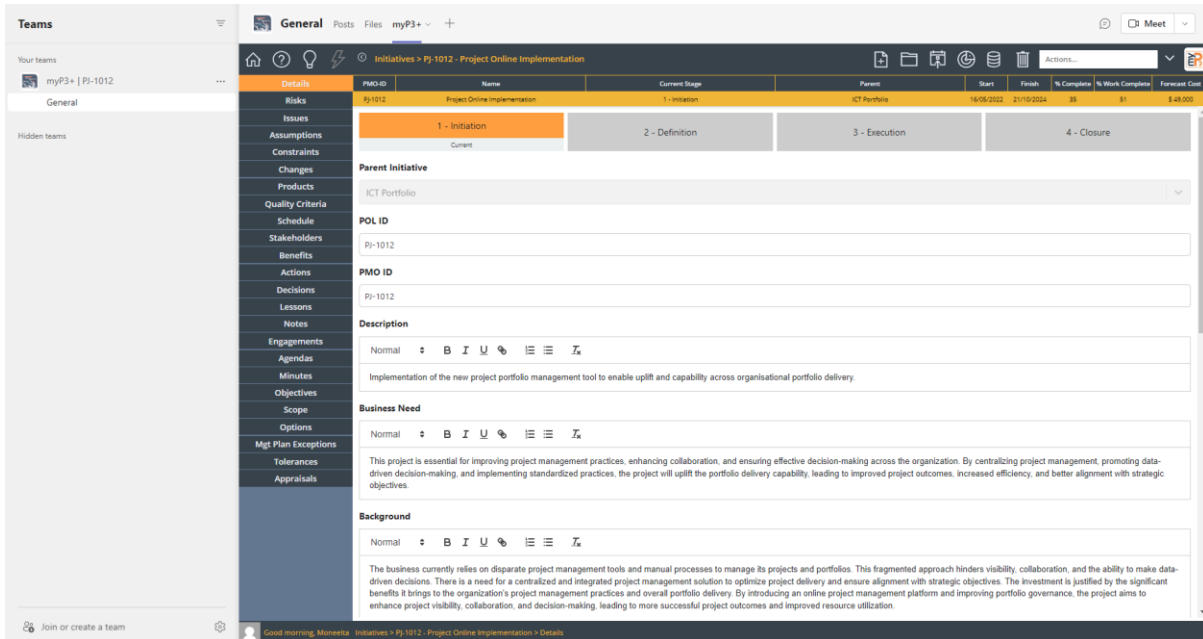 Teams
Your teams
myP3+ | PJ-1012
...
General
Hidden teams
Join or create a team
General Posts Files myP3+
Meet
Initiatives > PJ-1012 - Project Online Implementation
Actions...
Details
Risks
Issues
Assumptions
Constraints
Changes
Products
Quality Criteria
Schedule
Stakeholders
Benefits
Actions
Decisions
Lessons
Notes
Engagements
Agendas
Minutes
Objectives
Scope
Options
Mgt Plan Exceptions
Tolerances
Appraisals
PMO-ID Name Current Stage Parent Start Finish % Complete % Work Complete Forecast Cost
PJ-1012 Project Online Implementation 1 - Initiation ICT Portfolio 16/05/2022 21/10/2024 35 51 $ 49,000
1 - Initiation
Current
2 - Definition
3 - Execution
4 - Closure
Parent Initiative
ICT Portfolio
POL ID
PJ-1012
PMO ID
PJ-1012
Description
Normal B I U
Implementation of the new project portfolio management tool to enable uplift and capability across organisational portfolio delivery.
Business Need
Normal B I U
This project is essential for improving project management practices, enhancing collaboration, and ensuring effective decision-making across the organization. By centralizing project management, promoting data-
driven decision-making, and implementing standardized practices, the project will uplift the portfolio delivery capability, leading to improved project outcomes, increased efficiency, and better alignment with strategic
objectives.
Background
Normal B I U
The business currently relies on disparate project management tools and manual processes to manage its projects and portfolios. This fragmented approach hinders visibility, collaboration, and the ability to make data-
driven decisions. There is a need for a centralized and integrated project management solution to optimize project delivery and ensure alignment with strategic objectives. The investment is justified by the significant
benefits it brings to the organization's project management practices and overall portfolio delivery. By introducing an online project management platform and improving portfolio governance, the project aims to
enhance project visibility, collaboration, and decision-making, leading to more successful project outcomes and improved resource utilization.
Good morning, Moneeita Initiatives > PJ-1012 - Project Online Implementation > Details